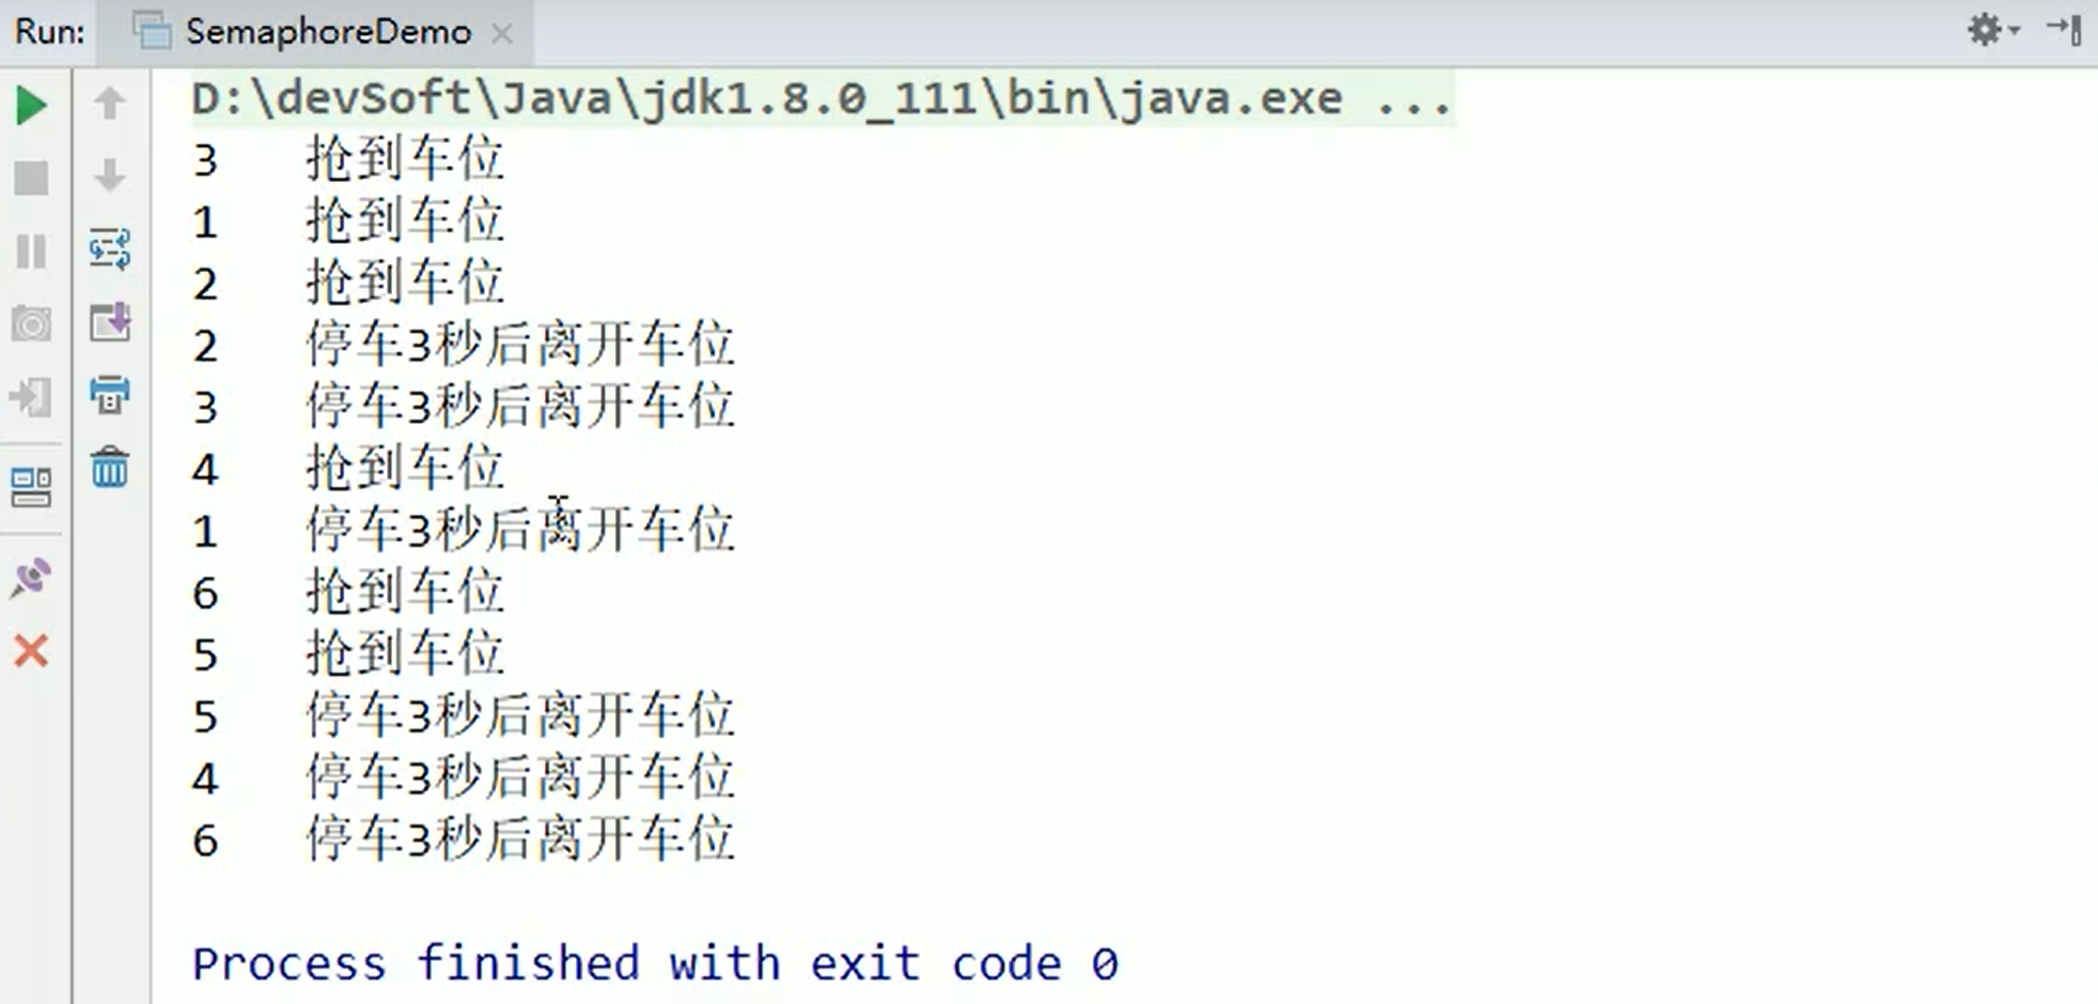 Run: SemaphoreDemo
D:\devSoft\Java\jdk1.8.0_111\bin\java.exe ...
3 抢到车位
1 抢到车位
2 抢到车位
2 停车3秒后离开车位
3 停车3秒后离开车位
4 抢到车位
1 停车3秒后离开车位
6 抢到车位
5 抢到车位
5 停车3秒后离开车位
4 停车3秒后离开车位
6 停车3秒后离开车位
Process finished with exit code 0